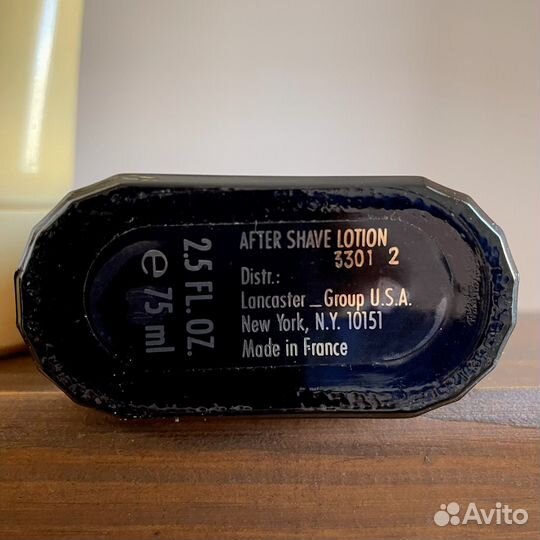 AFTER SHAVE LOTION
3301 2
Distr.:
Lancaster_Group U.S.A.
New York, N.Y. 10151
Made in France
2.5 FL. OZ.
e 75 ml
Avito